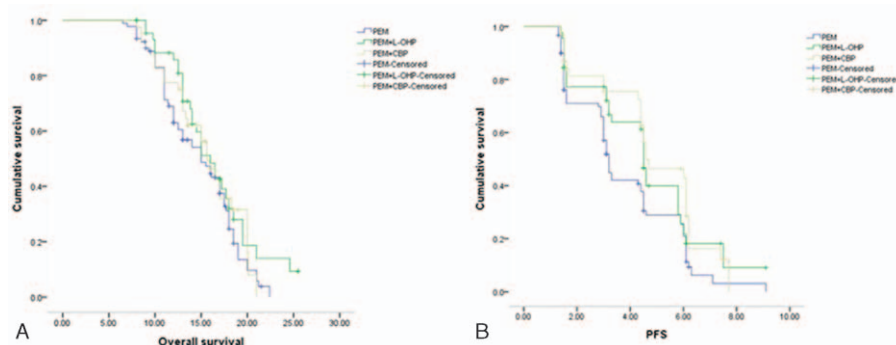 PEM
PEM+L-OHP
PEM+CBP
PEM-Censored
PEM+L-OHP-Censored
PEM+CBP-Censored
1.0
0.8
0.6
0.4
0.2
0.0
Cumulative surcival
0.00
5.00
10.00
15.00
20.00
25.00
30.00
Overall survival
A
PEM
PEM+L-OHP
PEM+CBP
PEM-Censored
PEM+L-OHP-Censore
PEM+CBP-Censored
1.0
0.8
0.6
0.4
0.2
0.0
Cumulative survival
0.00
2.00
4.00
6.00
8.00
10.00
PFS
B